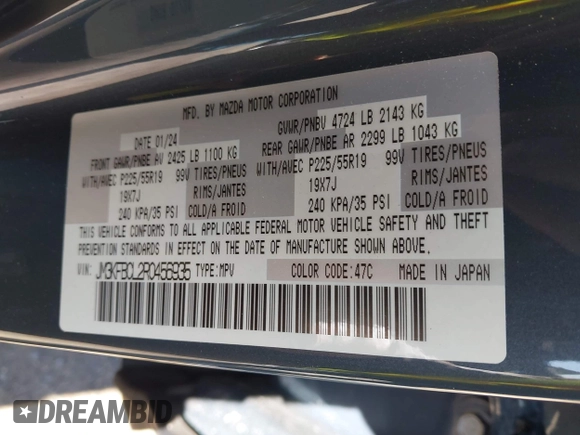 MFD. BY MAZDA MOTOR CORPORATION
DATE 01/24 GVWR/PNBV 4724 LB 2143 KG
FRONT GAWR/PNBE AV 2425 LB 1100 KG REAR GAWR/PNBE AR 2299 LB 1043 KG
WITH/AVEC P225/55R19 99V TIRES/PNEUS WITH/AVEC P225/55R19 99V TIRES/PNEUS
19X7J RIMS/JANTES 19X7J RIMS/JANTES
240 KPA/35 PSI COLD/A FROID 240 KPA/35 PSI COLD/A FROID
THIS VEHICLE CONFORMS TO ALL APPLICABLE FEDERAL MOTOR VEHICLE SAFETY AND THEFT
PREVENTION STANDARDS IN EFFECT ON THE DATE OF MANUFACTURE SHOWN ABOVE.
VIN: JM3KFBCL2R0456935 TYPE:MPV COLOR CODE:47C MADE IN JAPAN
DREAMBID